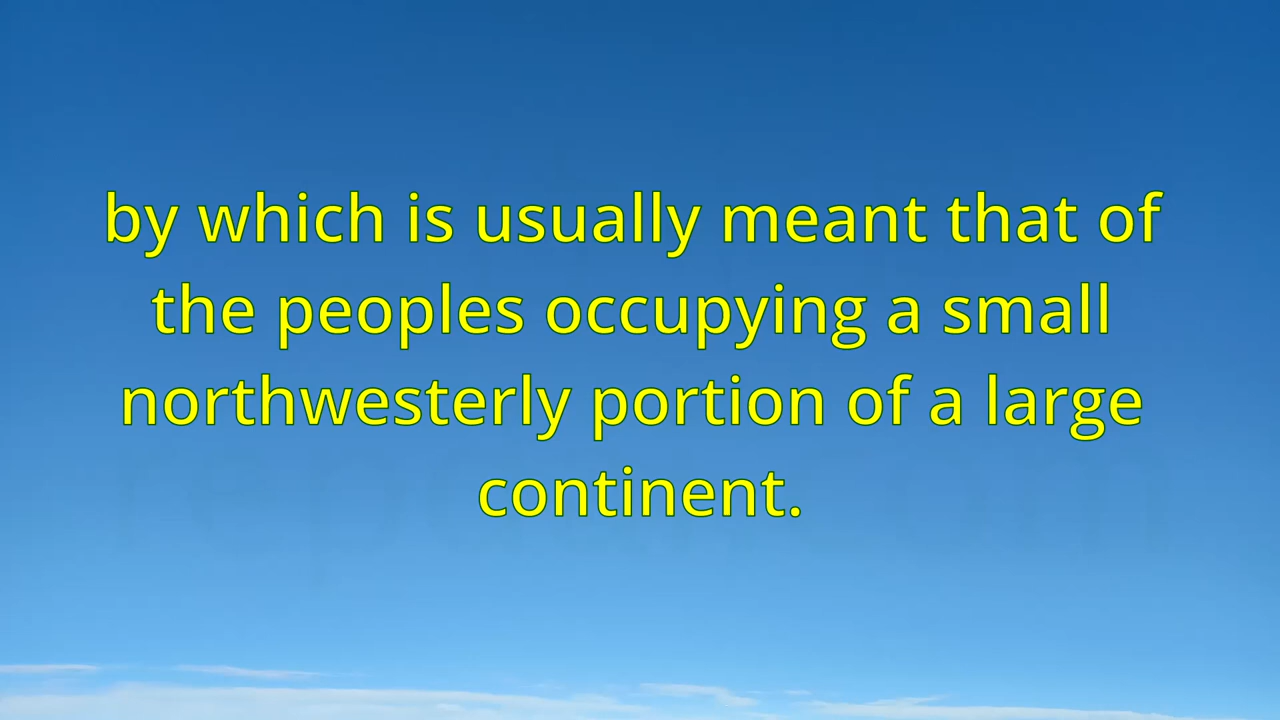 by which is usually meant that of
the peoples occupying a small
northwesterly portion of a large
continent.